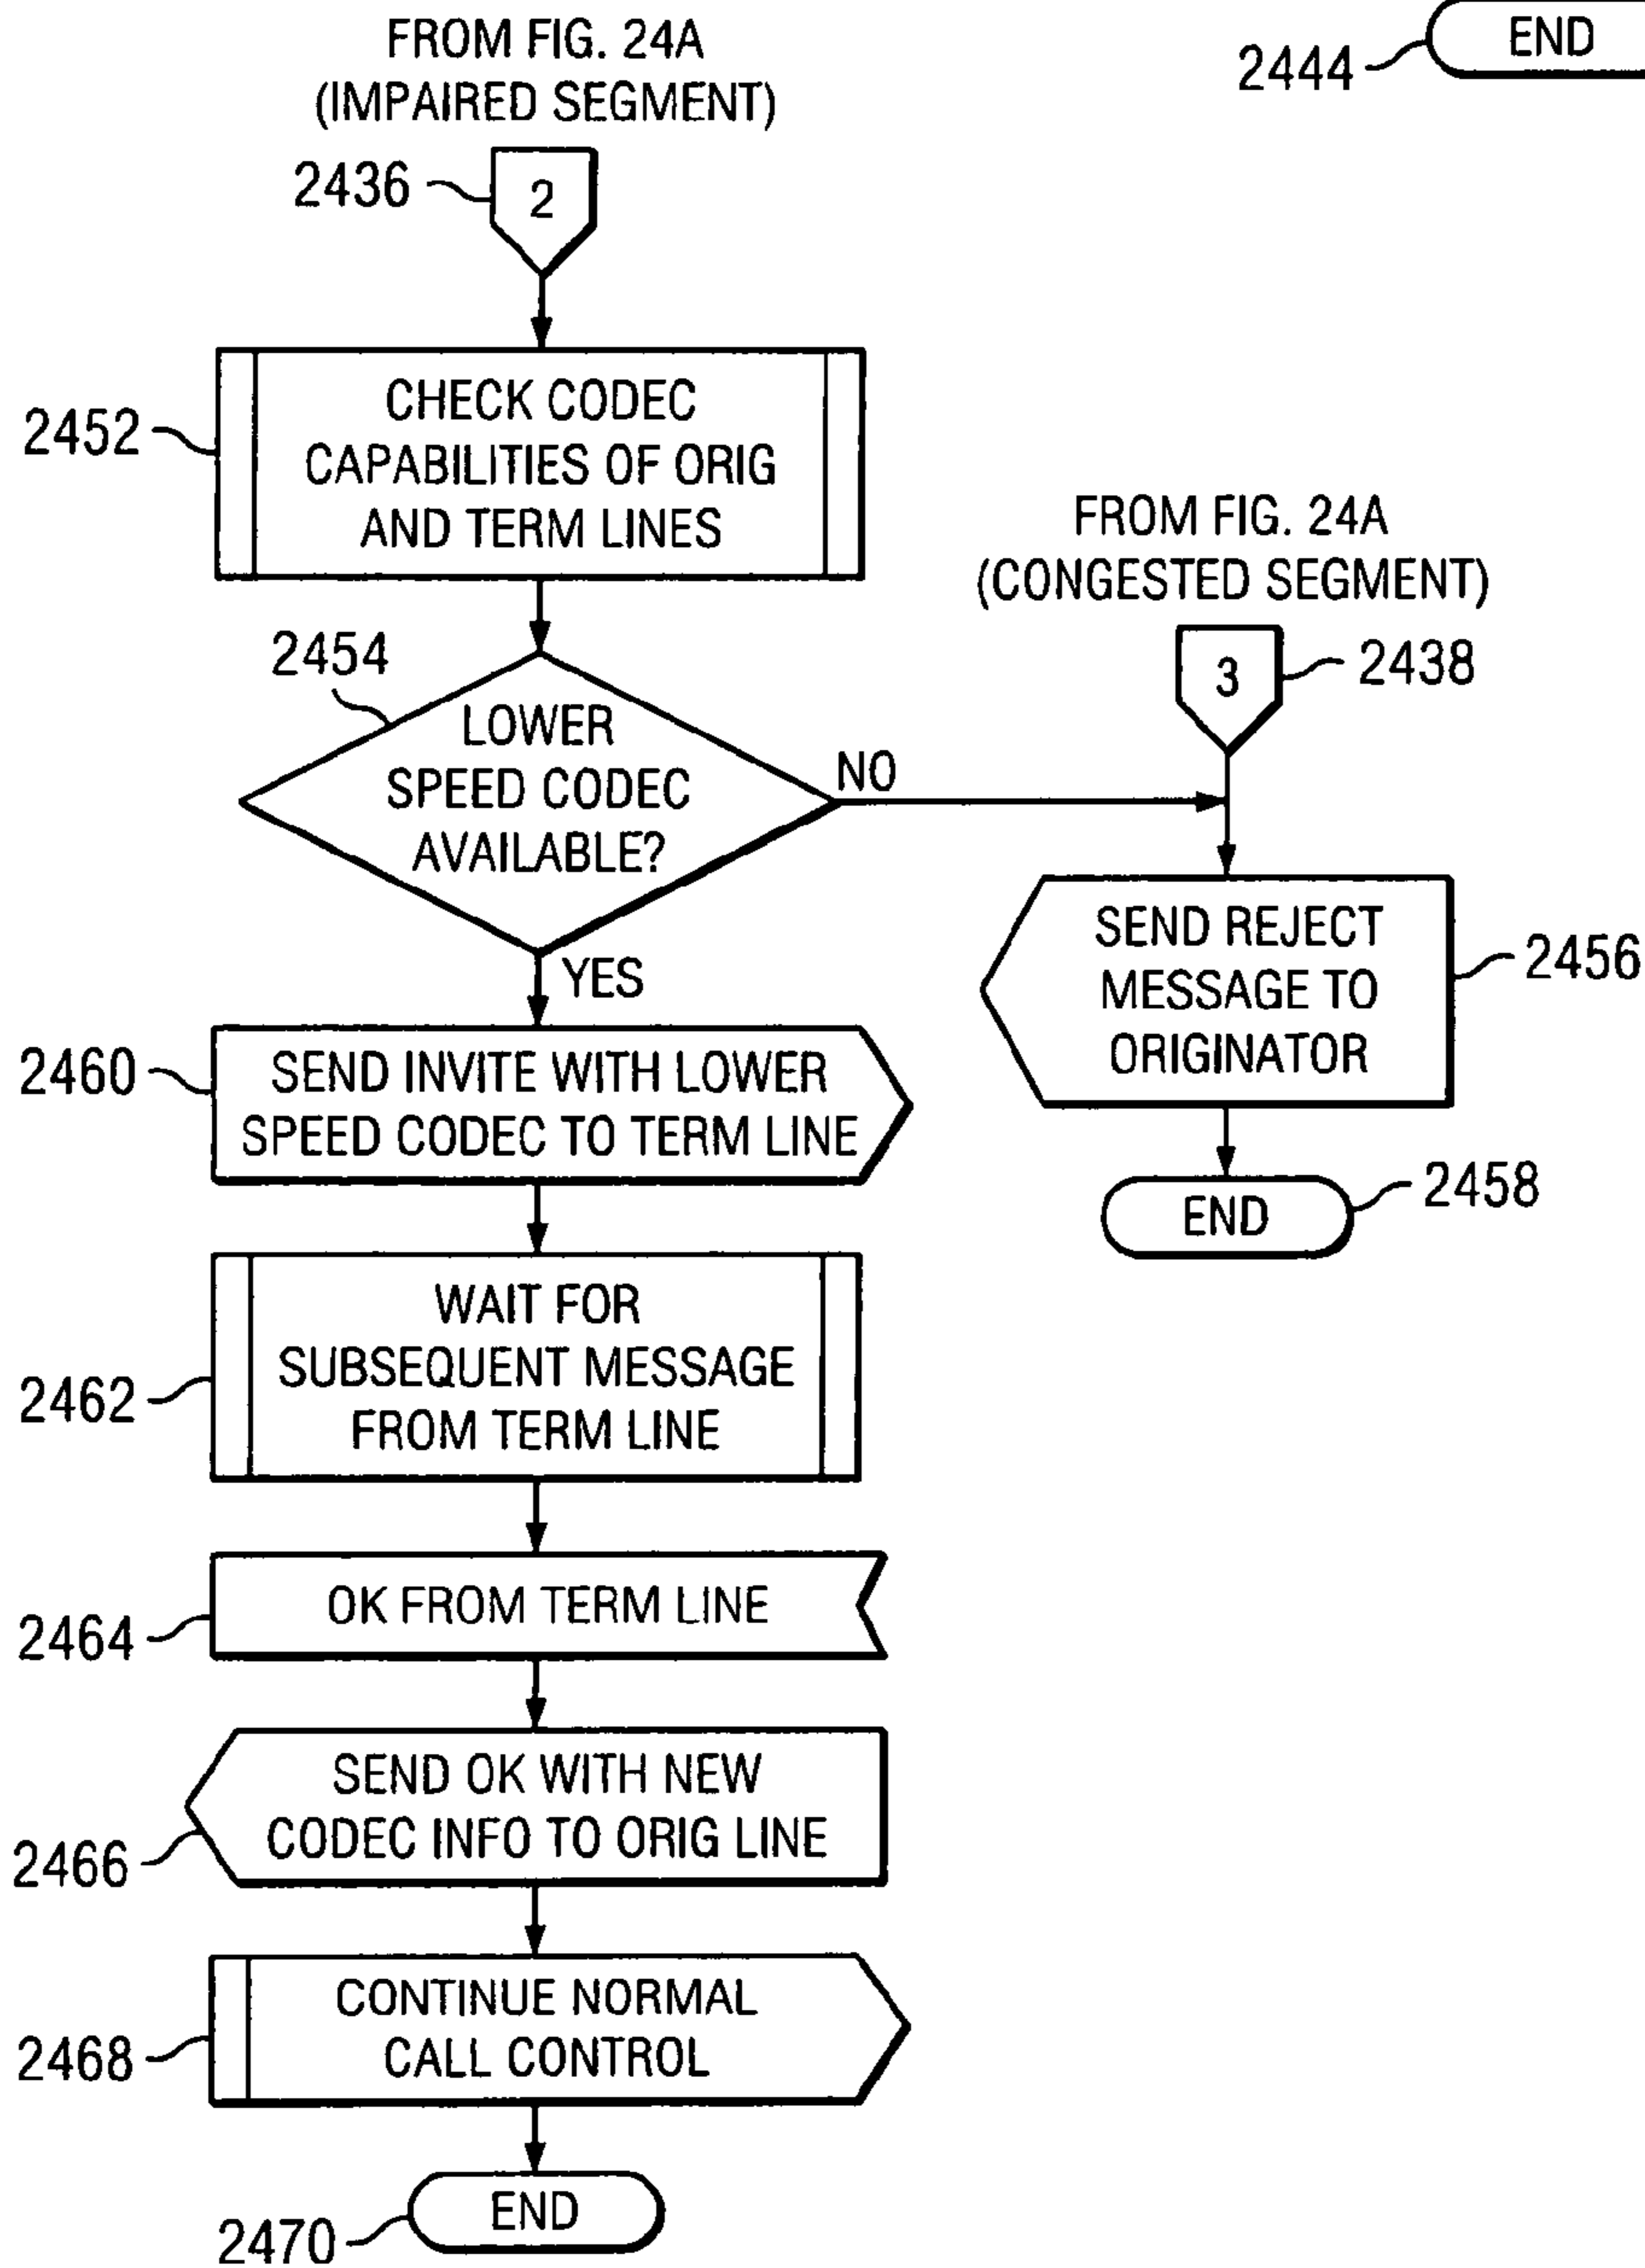 END
2444
FROM FIG. 24A
(IMPAIRED SEGMENT)
2436
2
2452
CHECK CODEC
CAPABILITIES OF ORIG
AND TERM LINES
FROM FIG. 24A
(CONGESTED SEGMENT)
3
2438
2454
LOWER
SPEED CODEC
AVAILABLE?
NO
YES
SEND REJECT
MESSAGE TO
ORIGINATOR
2456
END
2458
2460
SEND INVITE WITH LOWER
SPEED CODEC TO TERM LINE
2462
WAIT FOR
SUBSEQUENT MESSAGE
FROM TERM LINE
2464
OK FROM TERM LINE
2466
SEND OK WITH NEW
CODEC INFO TO ORIG LINE
2468
CONTINUE NORMAL
CALL CONTROL
2470
END